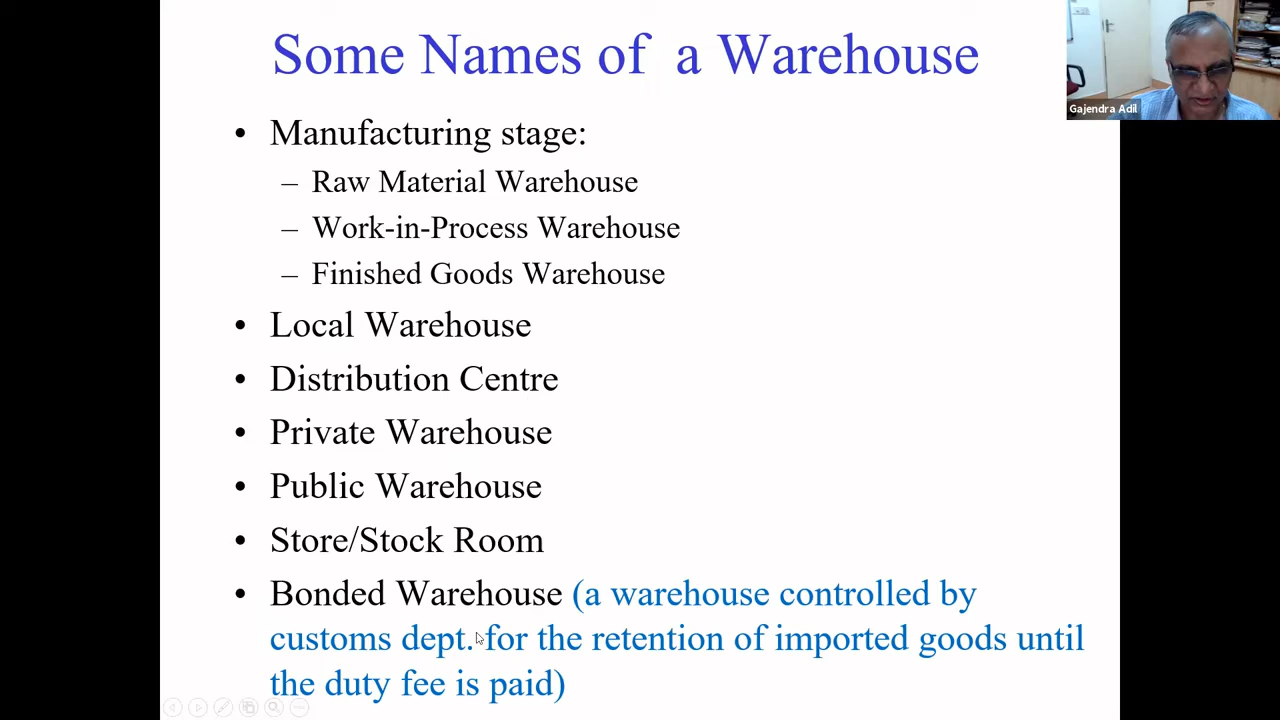 Some Names of a Warehouse
Gajendra Adil
• Manufacturing stage:
– Raw Material Warehouse
– Work-in-Process Warehouse
– Finished Goods Warehouse
• Local Warehouse
• Distribution Centre
• Private Warehouse
• Public Warehouse
• Store/Stock Room
• Bonded Warehouse (a warehouse controlled by
customs dept. for the retention of imported goods until
the duty fee is paid)